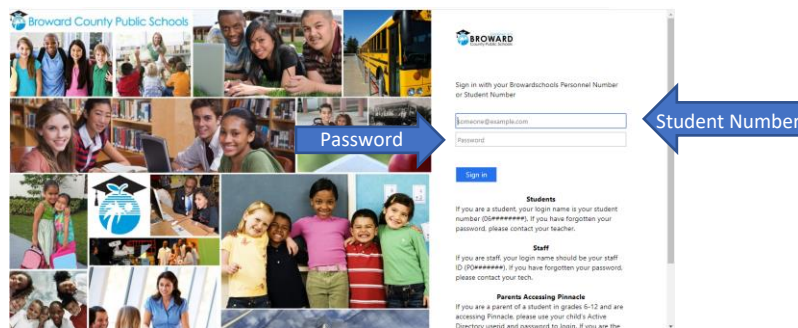 Broward County Public Schools
BROWARD
County Public Schools
Sign in with your Browardschools Personnel Number
or Student Number
someone@example.com
Student Number
Password
Password
Sign in
Students
If you are a student, your login name is your student
number (06########). If you have forgotten your
password, please contact your teacher.
Staff
If you are staff, your login name should be your staff
ID (P0#######). If you have forgotten your password,
please contact your tech.
Parents Accessing Pinnacle
If you are a parent of a student in grades 6-12 and are
accessing Pinnacle, please use your child's Active
Directory userid and password to login. If you are the